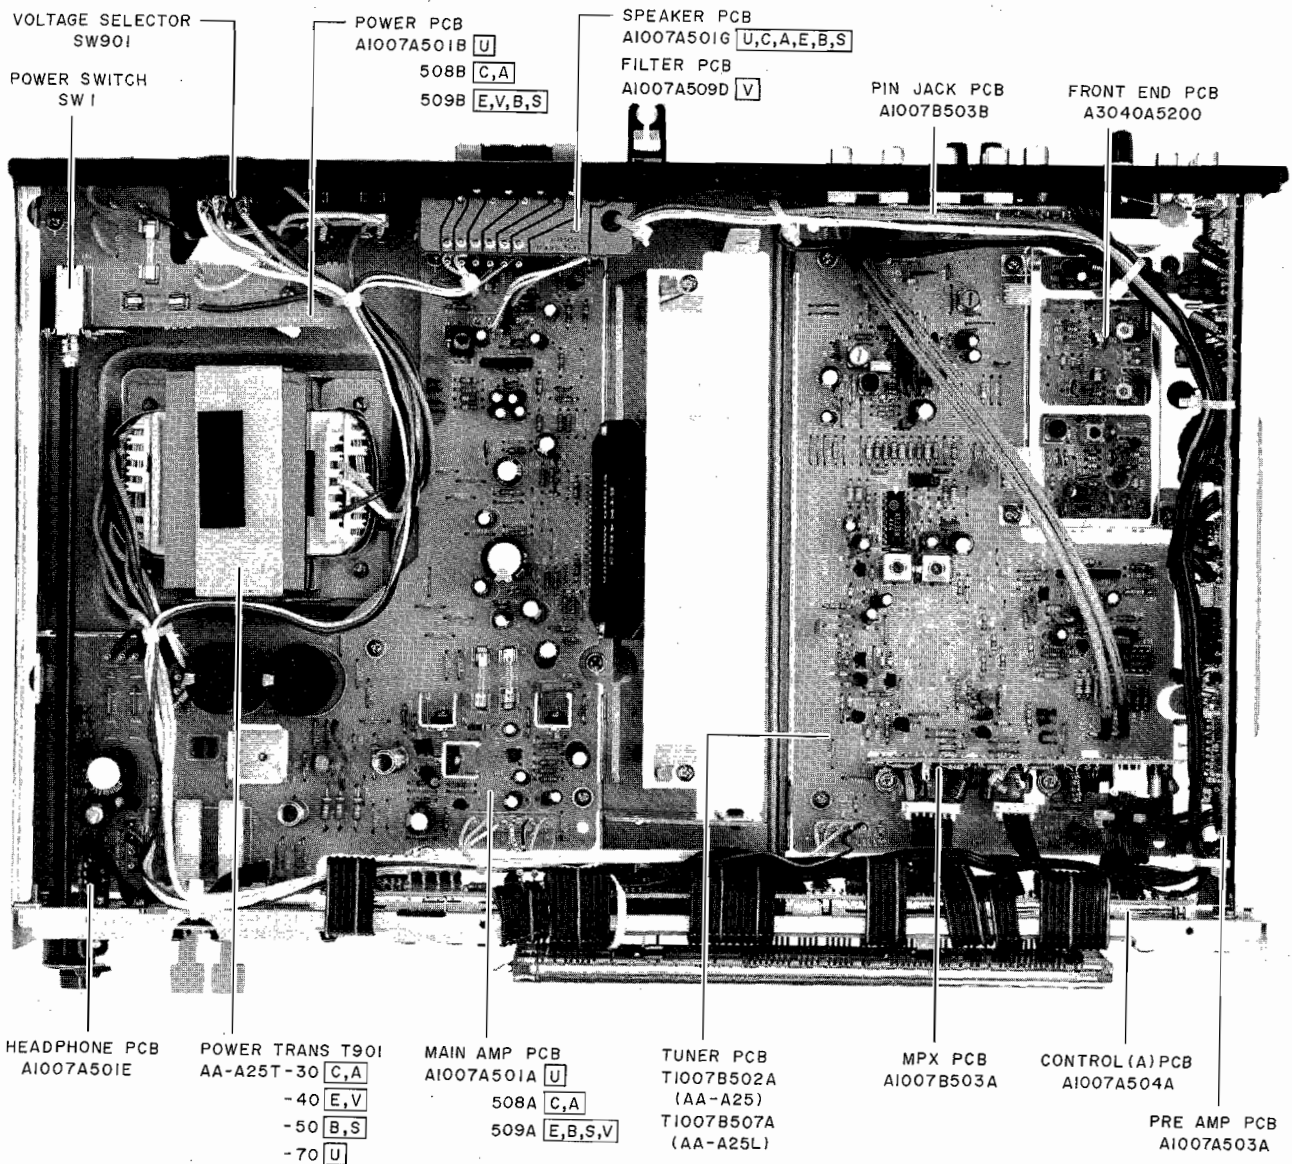 VOLTAGE SELECTOR
SW901
POWER SWITCH
SW1
POWER PCB
A1007A501B U
508B C,A
509B E,V,B,S
SPEAKER PCB
A1007A501G U,C,A,E,B,S
FILTER PCB
A1007A509D V
PIN JACK PCB
A1007B503B
FRONT END PCB
A3040A5200
HEADPHONE PCB
A1007A501E
POWER TRANS T901
AA-A25T-30 C,A
-40 E,V
-50 B,S
-70 U
MAIN AMP PCB
A1007A501A U
508A C,A
509A E,B,S,V
TUNER PCB
T1007B502A
(AA-A25)
T1007B507A
(AA-A25L)
MPX PCB
A1007B503A
CONTROL(A)PCB
A1007A504A
PRE AMP PCB
A1007A503A